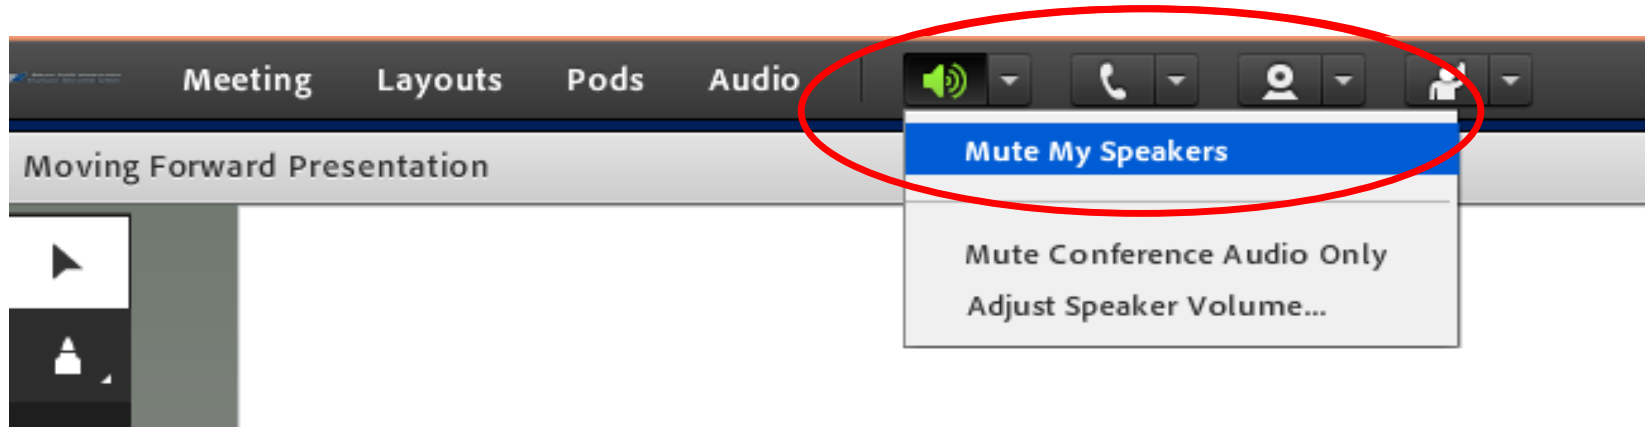 Meeting Layouts Pods Audio
Moving Forward Presentation
Mute My Speakers
Mute Conference Audio Only
Adjust Speaker Volume...